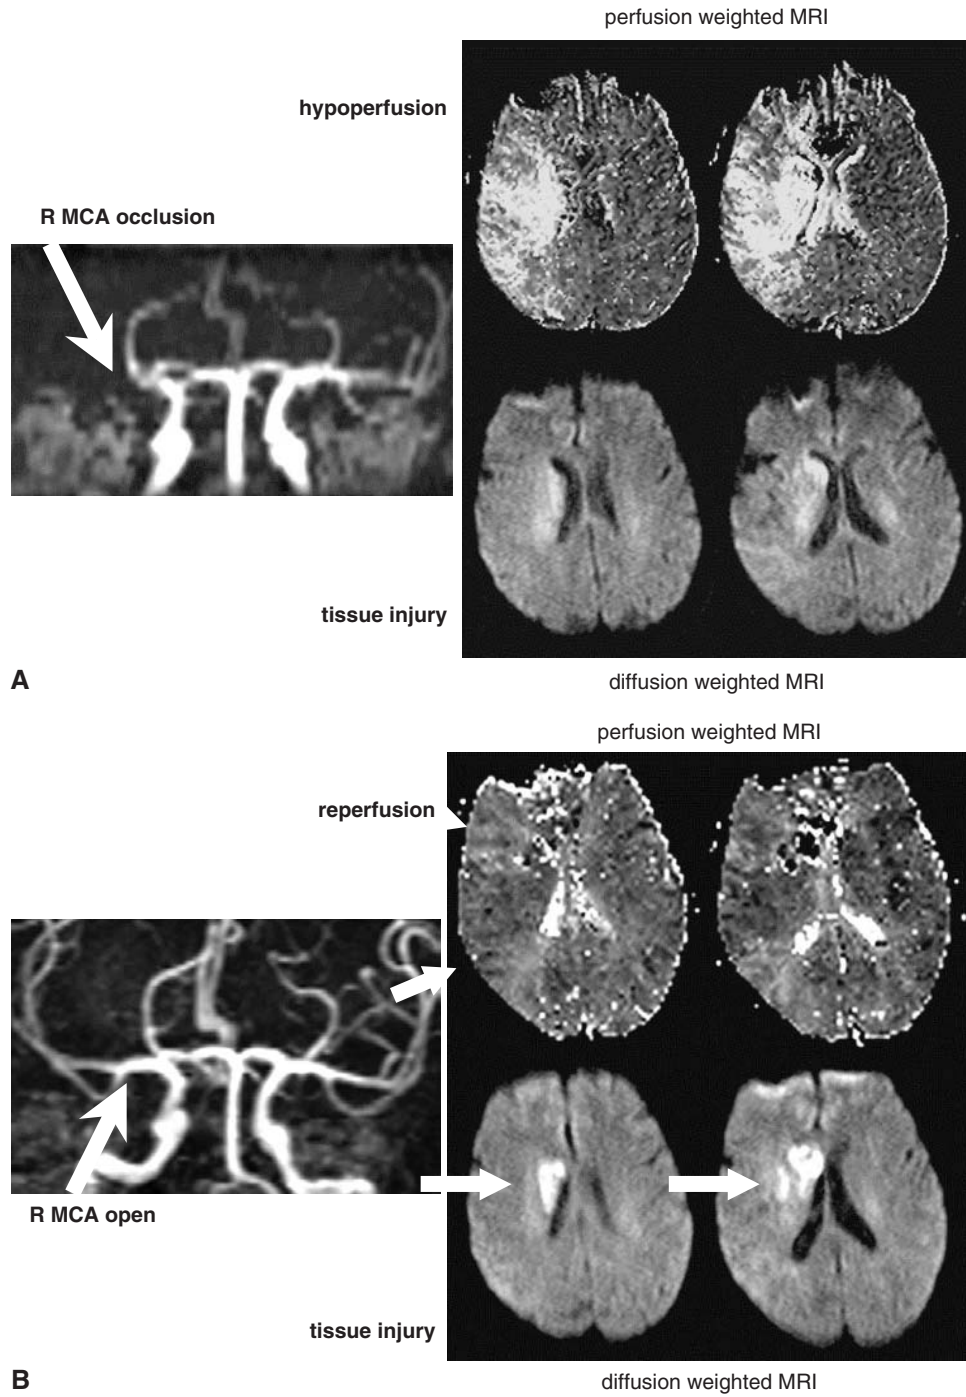 perfusion weighted MRI
hypoperfusion
R MCA occlusion
tissue injury
A
diffusion weighted MRI
perfusion weighted MRI
reperfusion
R MCA open
tissue injury
B
diffusion weighted MRI